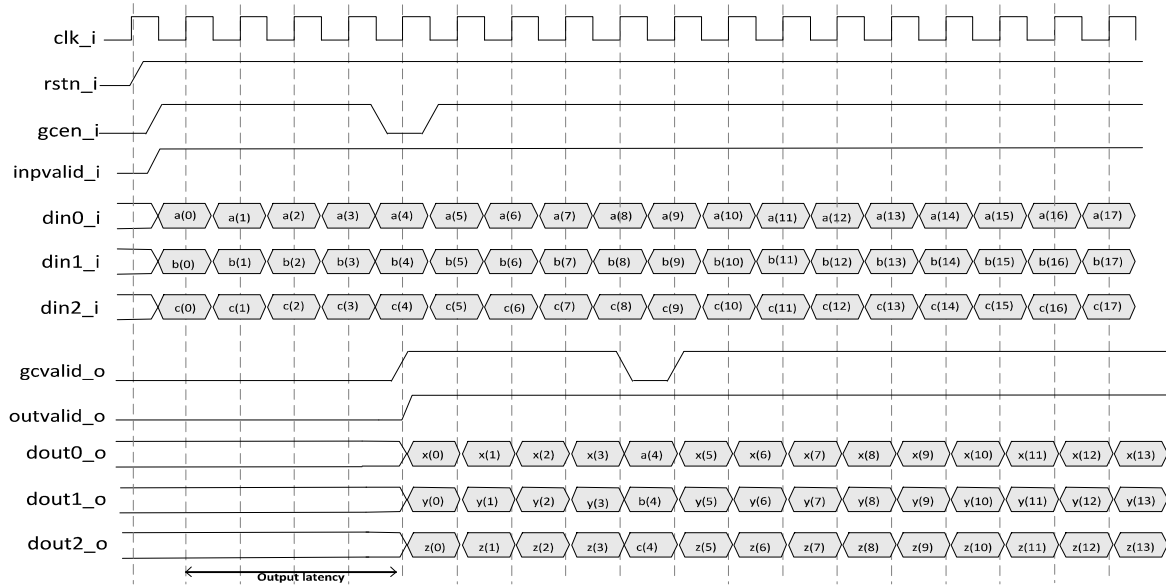 clk_i
rstn_i
gcen_i
inpvalid_i
din0_i a(0) a(1) a(2) a(3) a(4) a(5) a(6) a(7) a(8) a(9) a(10) a(11) a(12) a(13) a(14) a(15) a(16) a(17)
din1_i b(0) b(1) b(2) b(3) b(4) b(5) b(6) b(7) b(8) b(9) b(10) b(11) b(12) b(13) b(14) b(15) b(16) b(17)
din2_i c(0) c(1) c(2) c(3) c(4) c(5) c(6) c(7) c(8) c(9) c(10) c(11) c(12) c(13) c(14) c(15) c(16) c(17)
gcvalid_o
outvalid_o
dout0_o x(0) x(1) x(2) x(3) a(4) x(5) x(6) x(7) x(8) x(9) x(10) x(11) x(12) x(13)
dout1_o y(0) y(1) y(2) y(3) b(4) y(5) y(6) y(7) y(8) y(9) y(10) y(11) y(12) y(13)
dout2_o z(0) z(1) z(2) z(3) c(4) z(5) z(6) z(7) z(8) z(9) z(10) z(11) z(12) z(13)
Output latency